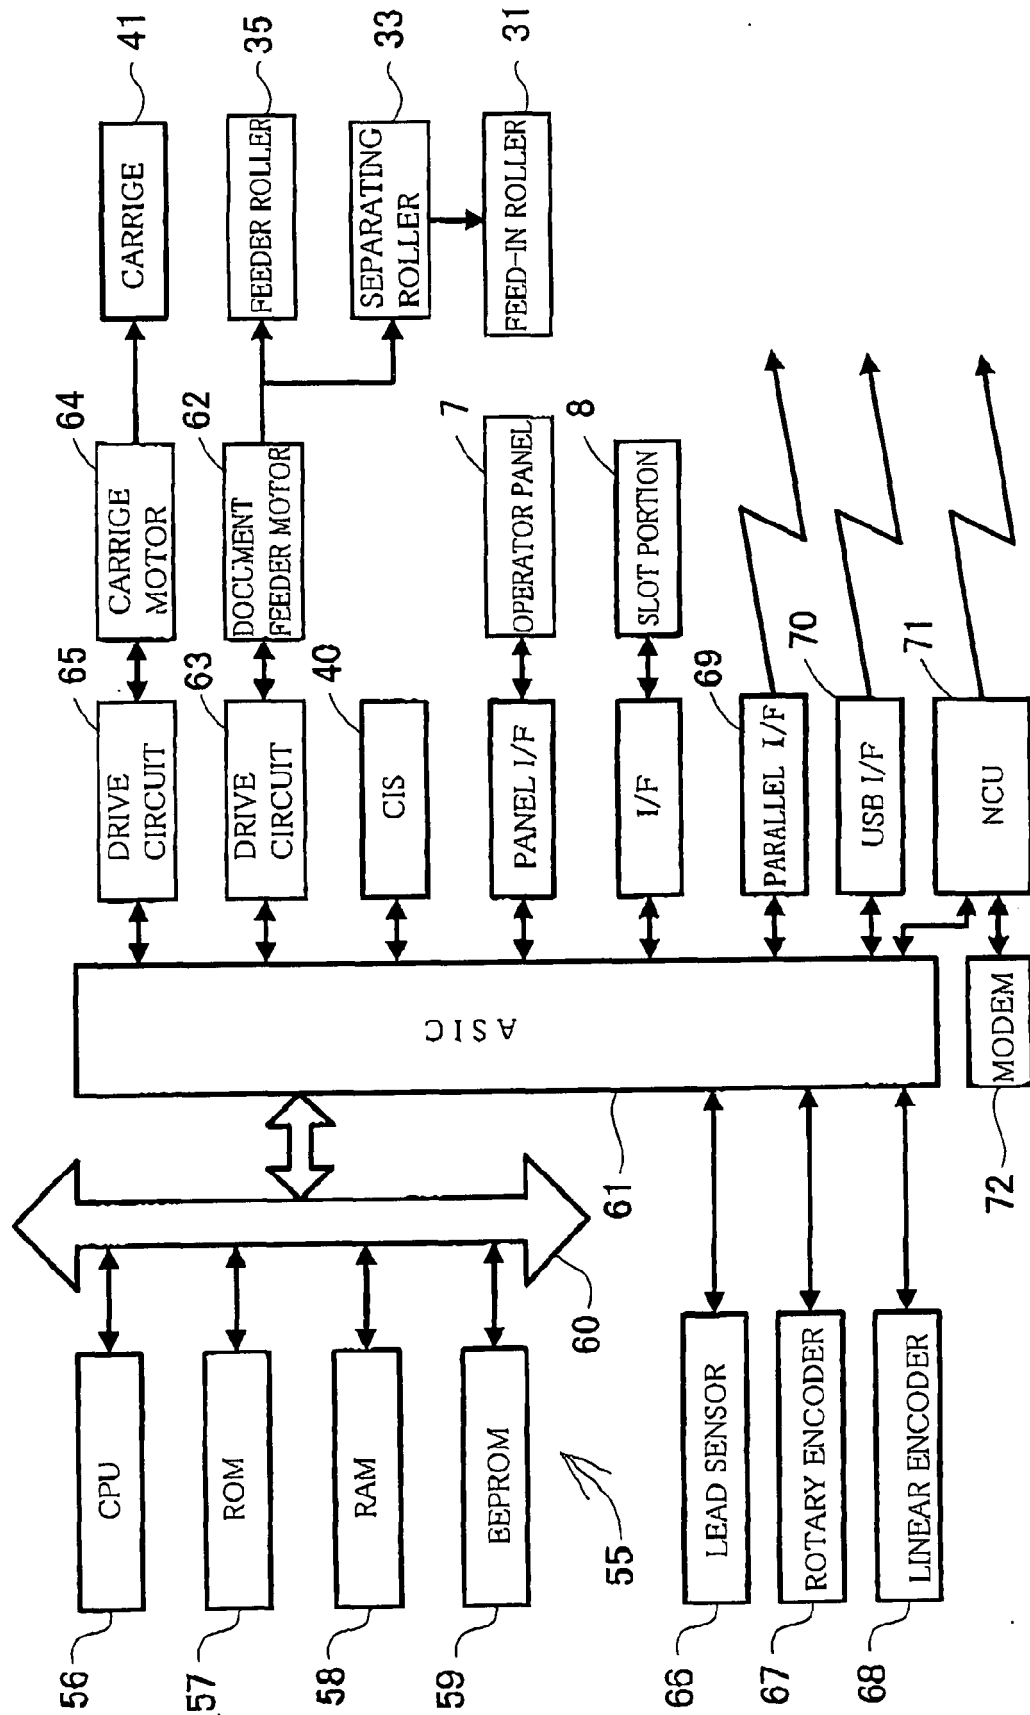 56
CPU
57
ROM
58
RAM
59
EEPROM
55
60
66
LEAD SENSOR
67
ROTARY ENCODER
68
LINEAR ENCODER
61
ASIC
72
MODEM
65
DRIVE
CIRCUIT
64
CARRIGE
MOTOR
41
CARRIGE
63
DRIVE
CIRCUIT
62
DOCUMENT
FEEDER MOTOR
35
FEEDER ROLLER
33
SEPARATING
ROLLER
31
FEED-IN ROLLER
40
CIS
PANEL I/F
7
OPERATOR PANEL
I/F
8
SLOT PORTION
69
PARALLEL I/F
70
USB I/F
71
NCU